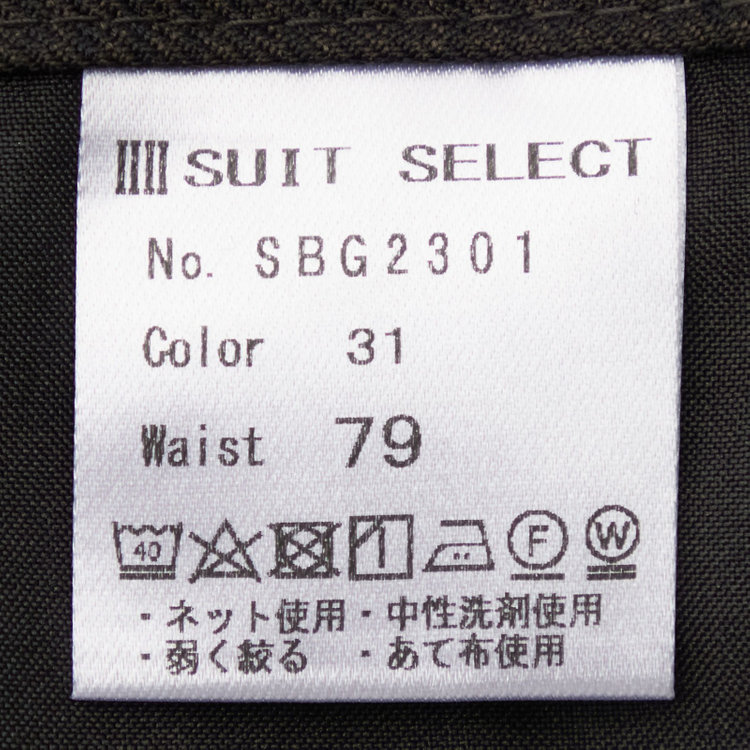 SUIT SELECT
No. SBG2301
Color 31
Waist 79
40 F W
・ネット使用・中性洗剤使用
・弱く絞る ・あて布使用